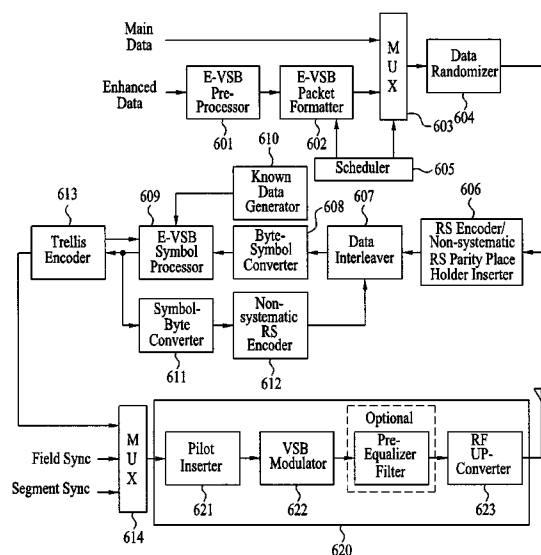 Main
Data
Enhanced
Data
E-VSB
Pre-
Processor
601
E-VSB
Packet
Formatter
602
M
U
X
603
Data
Randomizer
604
Scheduler
605
610
Known
Data
Generator
613
Trellis
Encoder
609
E-VSB
Symbol
Processor
608
Byte-
Symbol
Converter
607
Data
Interleaver
606
RS Encoder/
Non-systematic
RS Parity Place
Holder Inserter
Symbol-
Byte
Converter
611
Non-
systematic
RS
Encoder
612
Field Sync
Segment Sync
M
U
X
614
Pilot
Inserter
621
VSB
Modulator
622
Optional
Pre-
Equalizer
Filter
RF
UP-
Converter
623
620